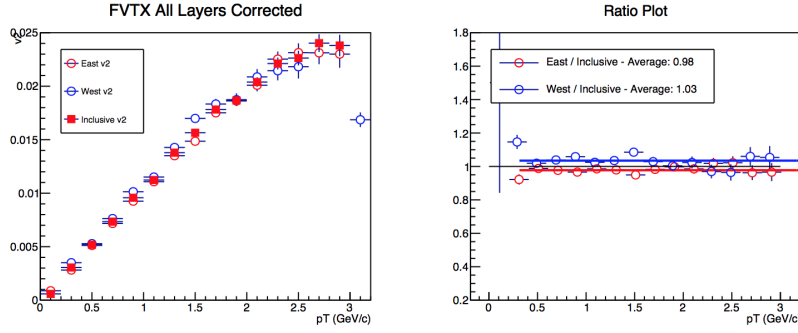 FVTX All Layers Corrected
v2
0.025
0.02
0.015
0.01
0.005
0
East v2
West v2
Inclusive v2
0 0.5 1 1.5 2 2.5 3
pT (GeV/c)
Ratio Plot
1.8
1.6
1.4
1.2
1
0.8
0.6
0.4
0.2
East / Inclusive - Average: 0.98
West / Inclusive - Average: 1.03
0 0.5 1 1.5 2 2.5 3
pT (GeV/c)